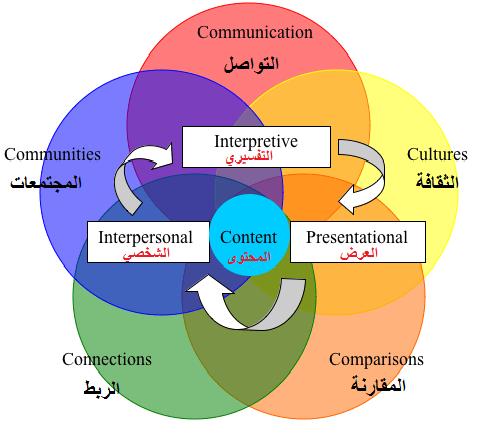 Communication
التواصل
Interpretive
التفسيري
Communities
المجتمعات
Cultures
الثقافة
Interpersonal
الشخصي
Content
المحتوى
Presentational
العرض
Connections
الربط
Comparisons
المقارنة